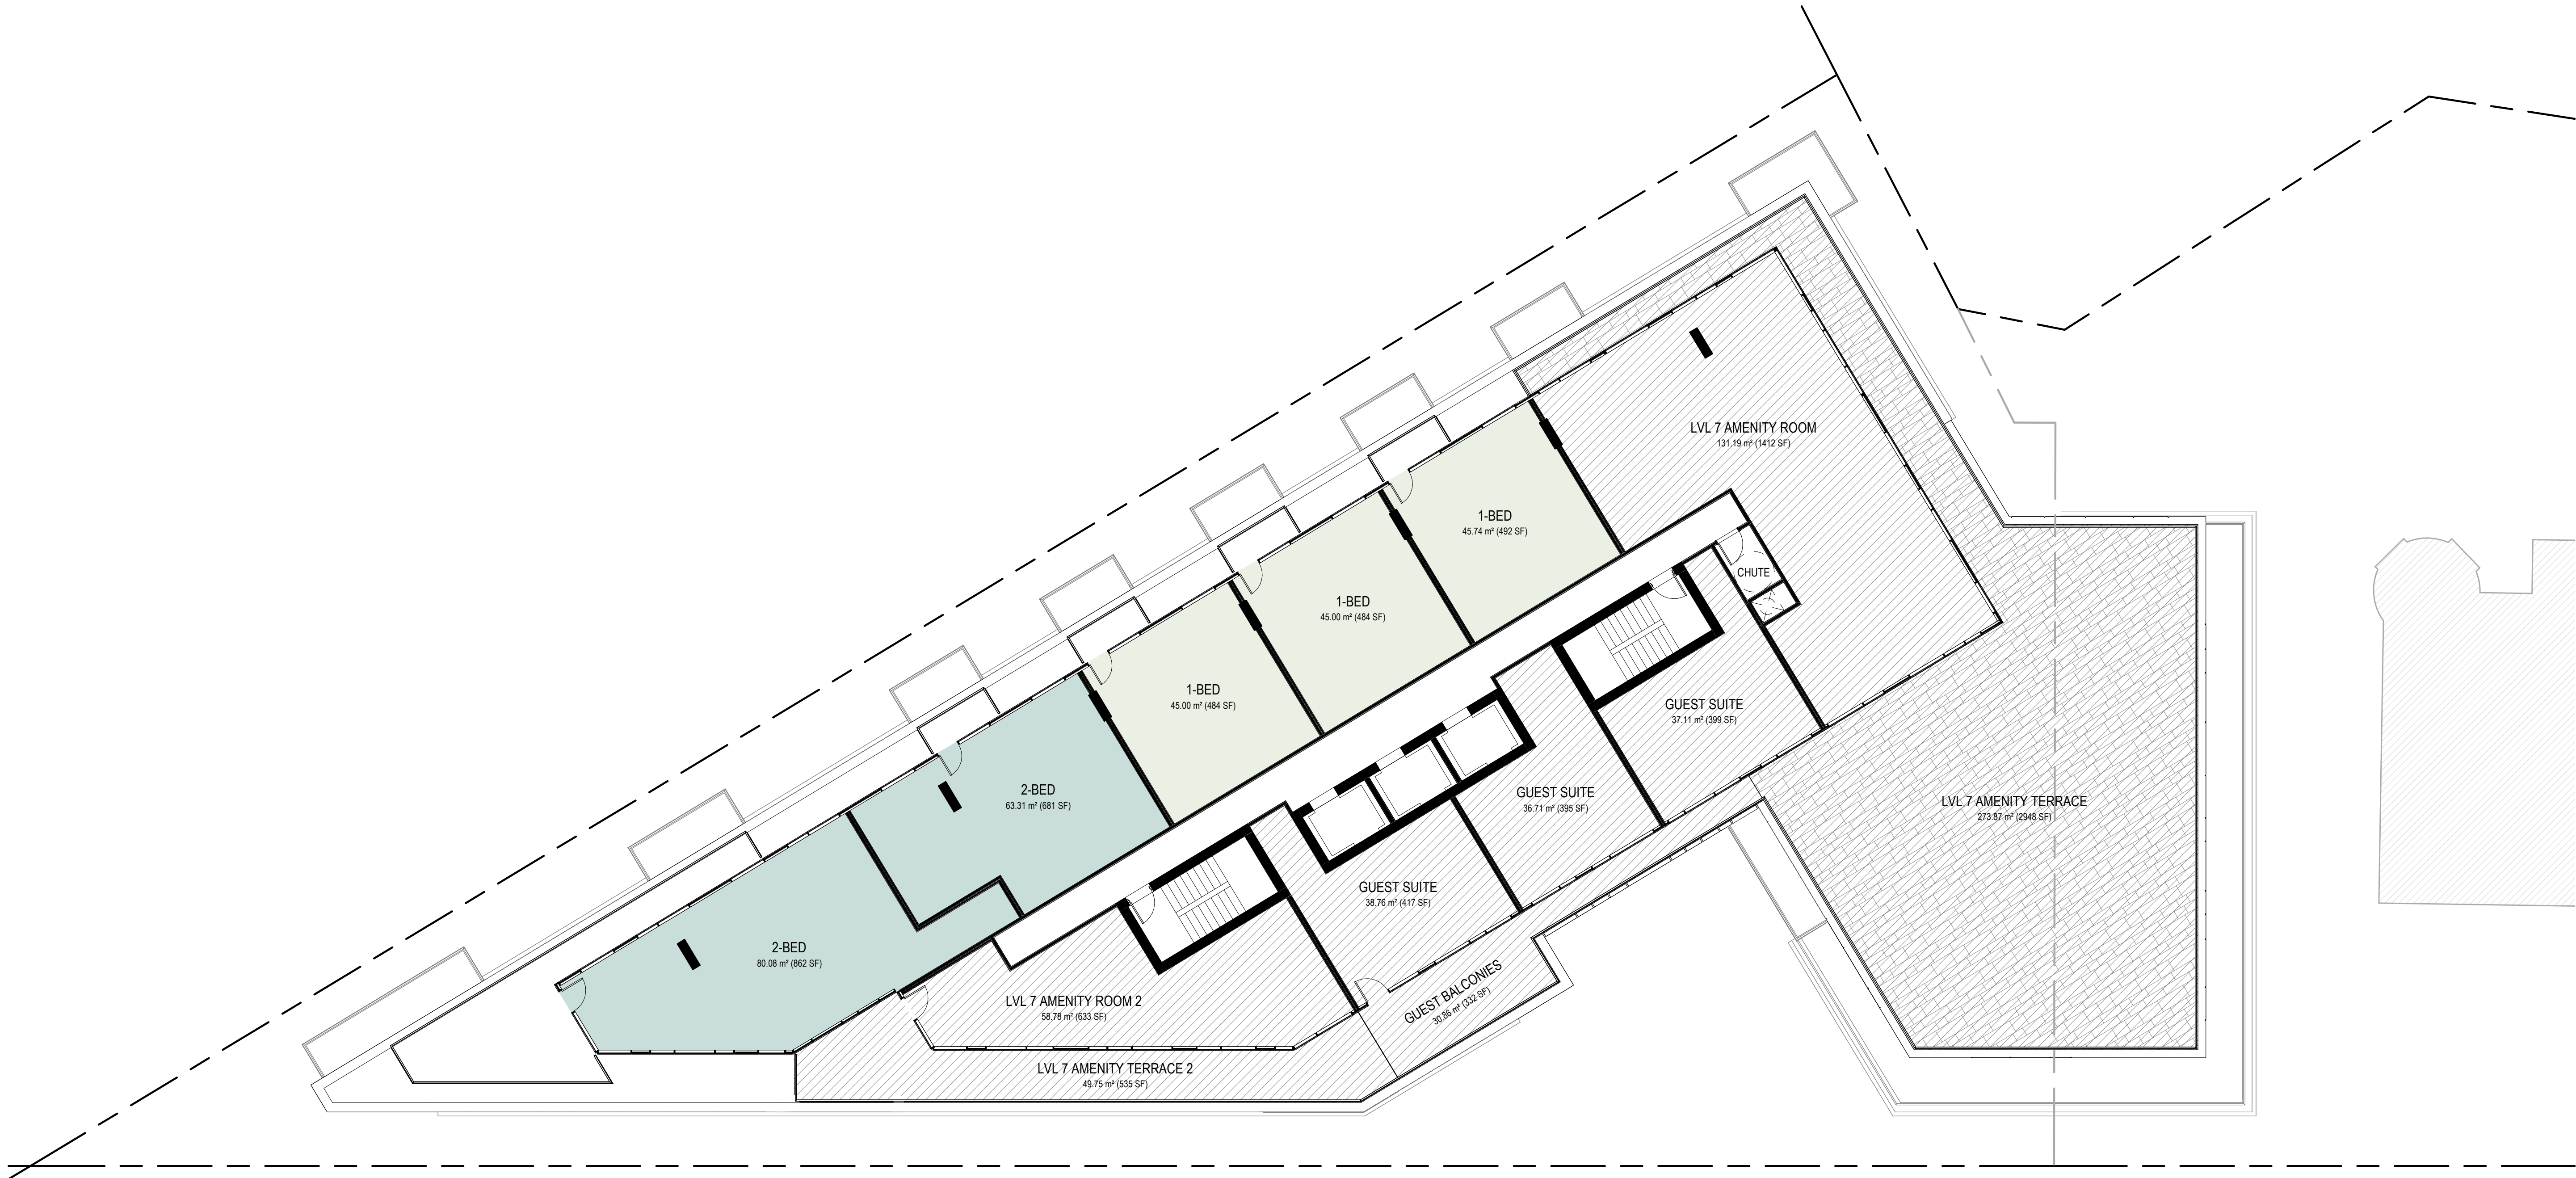 LVL 7 AMENITY ROOM
131.19 m² (1412 SF)
1-BED
45.74 m² (492 SF)
CHUTE
1-BED
45.00 m² (484 SF)
1-BED
45.00 m² (484 SF)
GUEST SUITE
37.11 m² (399 SF)
2-BED
63.31 m² (681 SF)
GUEST SUITE
36.71 m² (395 SF)
LVL 7 AMENITY TERRACE
273.87 m² (2948 SF)
GUEST SUITE
38.76 m² (417 SF)
2-BED
80.08 m² (862 SF)
GUEST BALCONIES
30.86 m² (332 SF)
LVL 7 AMENITY ROOM 2
58.78 m² (633 SF)
LVL 7 AMENITY TERRACE 2
49.75 m² (535 SF)